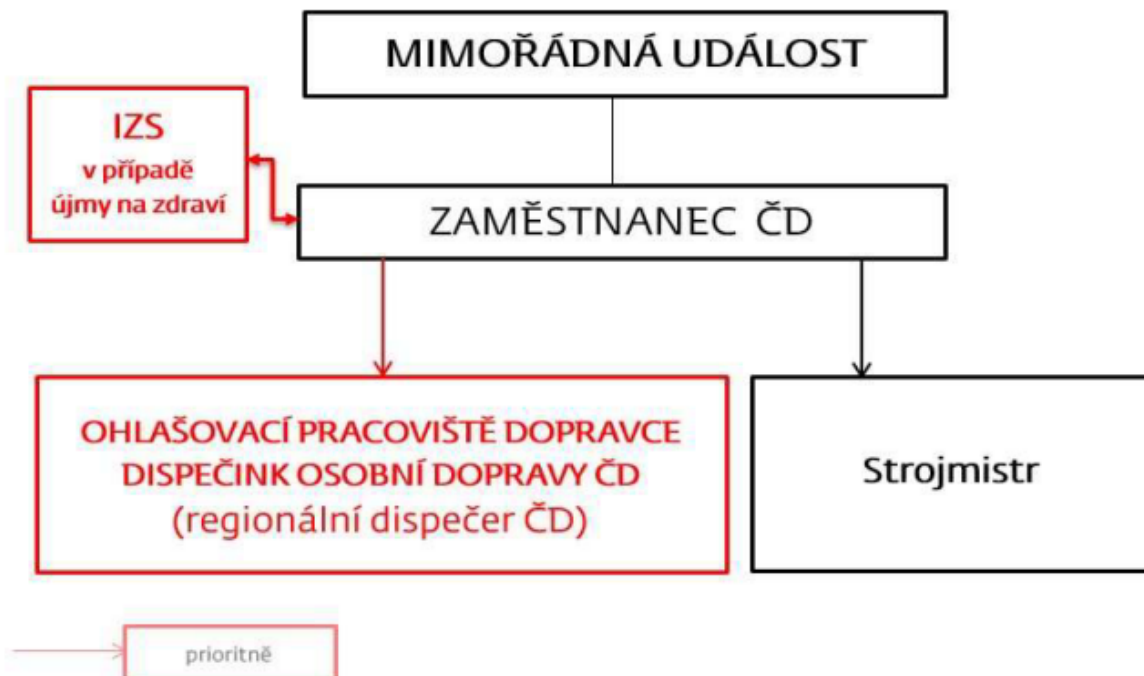 MIMOŘÁDNÁ UDÁLOST
IZS
v případě
újmy na zdraví
ZAMĚSTNANEC ČD
OHLAŠOVACÍ PRACOVIŠTĚ DOPRAVCE
DISPEČINK OSOBNÍ DOPRAVY ČD
(regionální dispečer ČD)
Strojmistr
prioritně